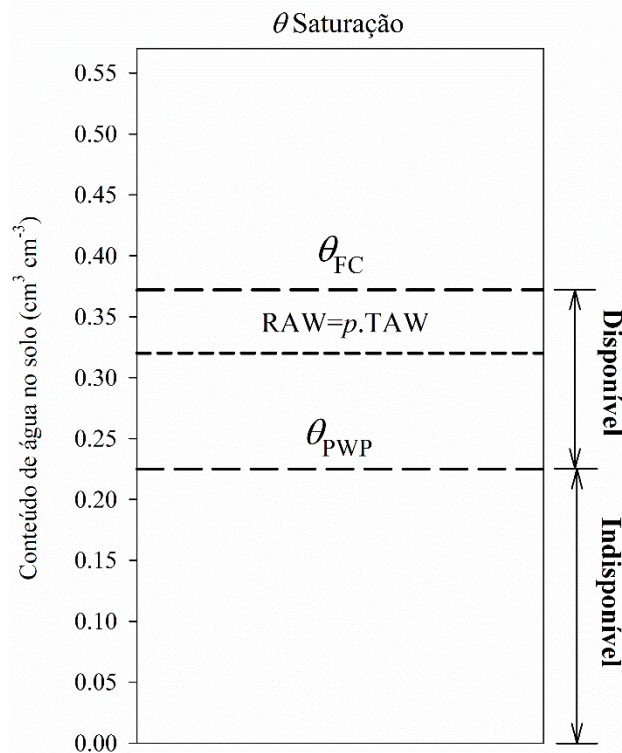 θ Saturação
0.55
0.50
0.45
0.40
0.35
0.30
0.25
0.20
0.15
0.10
0.05
0.00
Conteúdo de água no solo (cm³ cm⁻³)
θFC
RAW=p.TAW
θPWP
Disponível
Indisponível